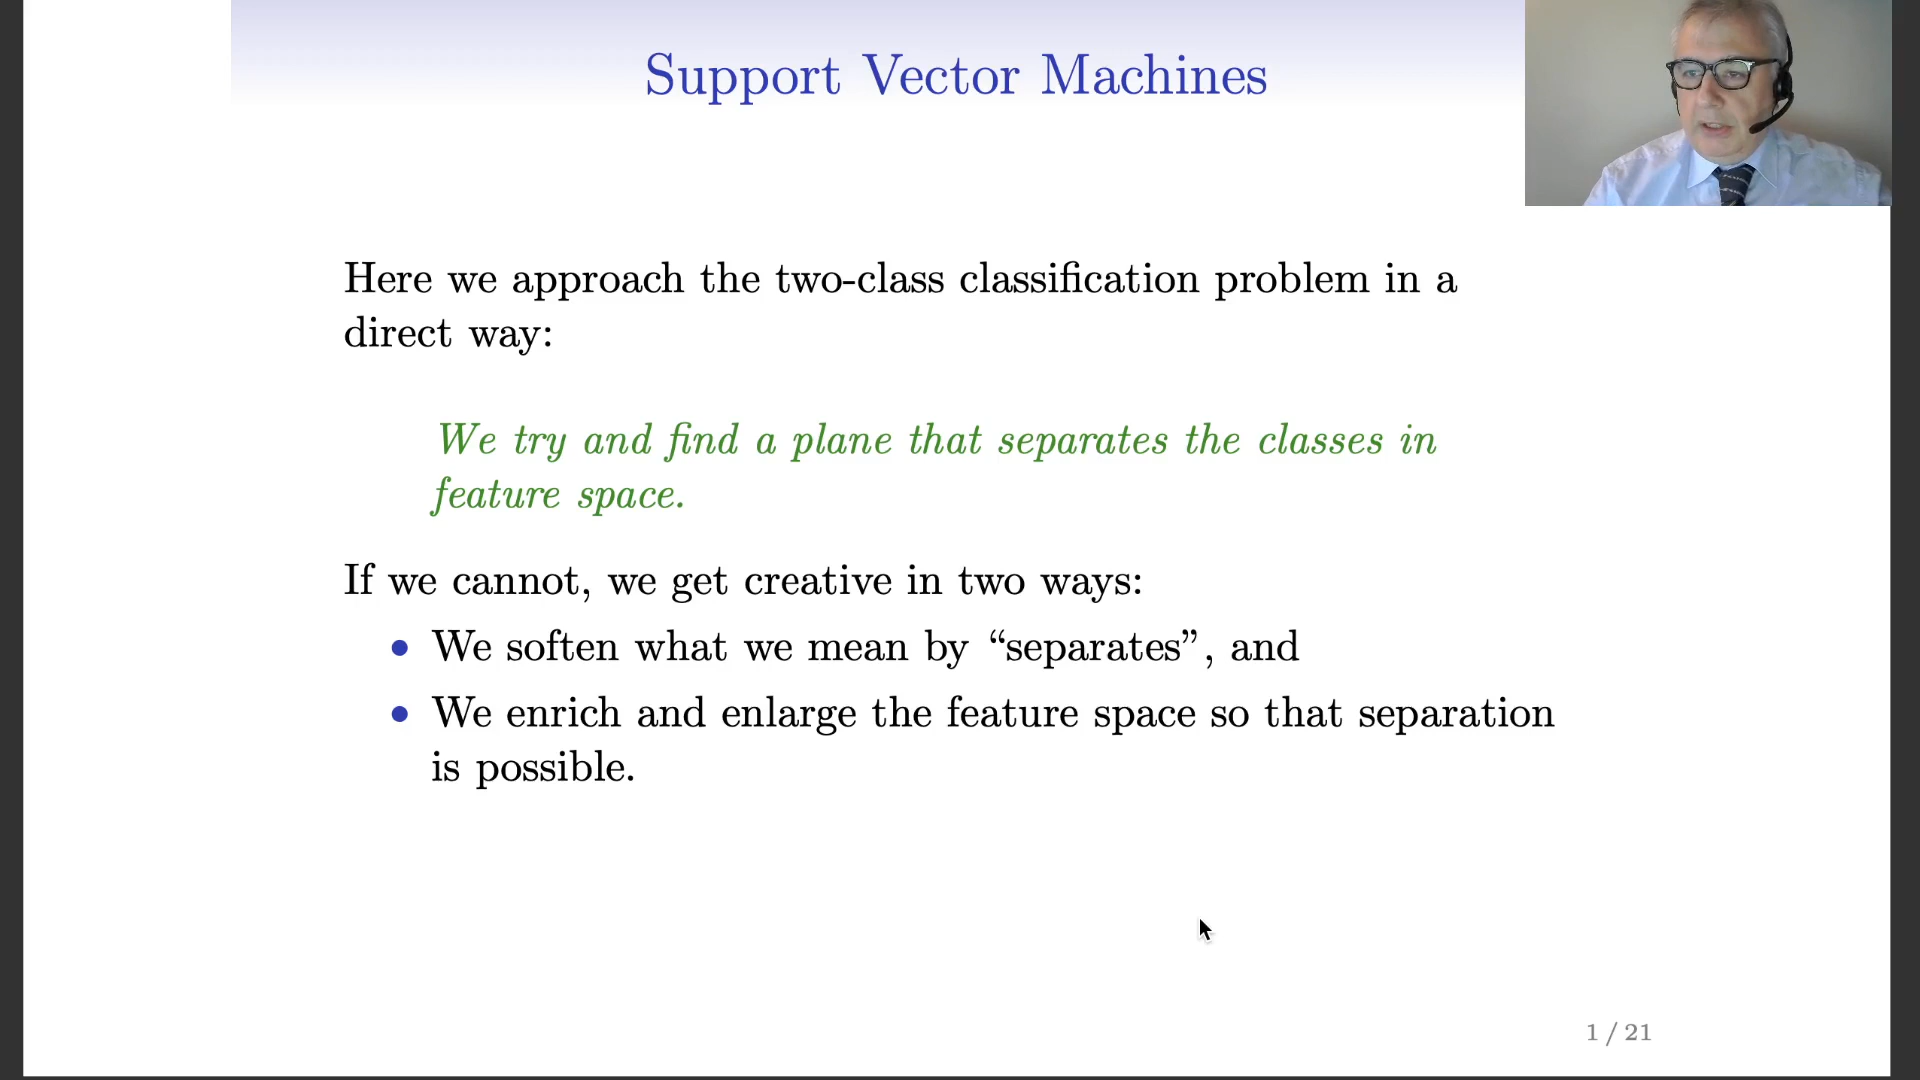 Support Vector Machines
Here we approach the two-class classification problem in a
direct way:
We try and find a plane that separates the classes in
feature space.
If we cannot, we get creative in two ways:
• We soften what we mean by “separates”, and
• We enrich and enlarge the feature space so that separation
is possible.
1 / 21